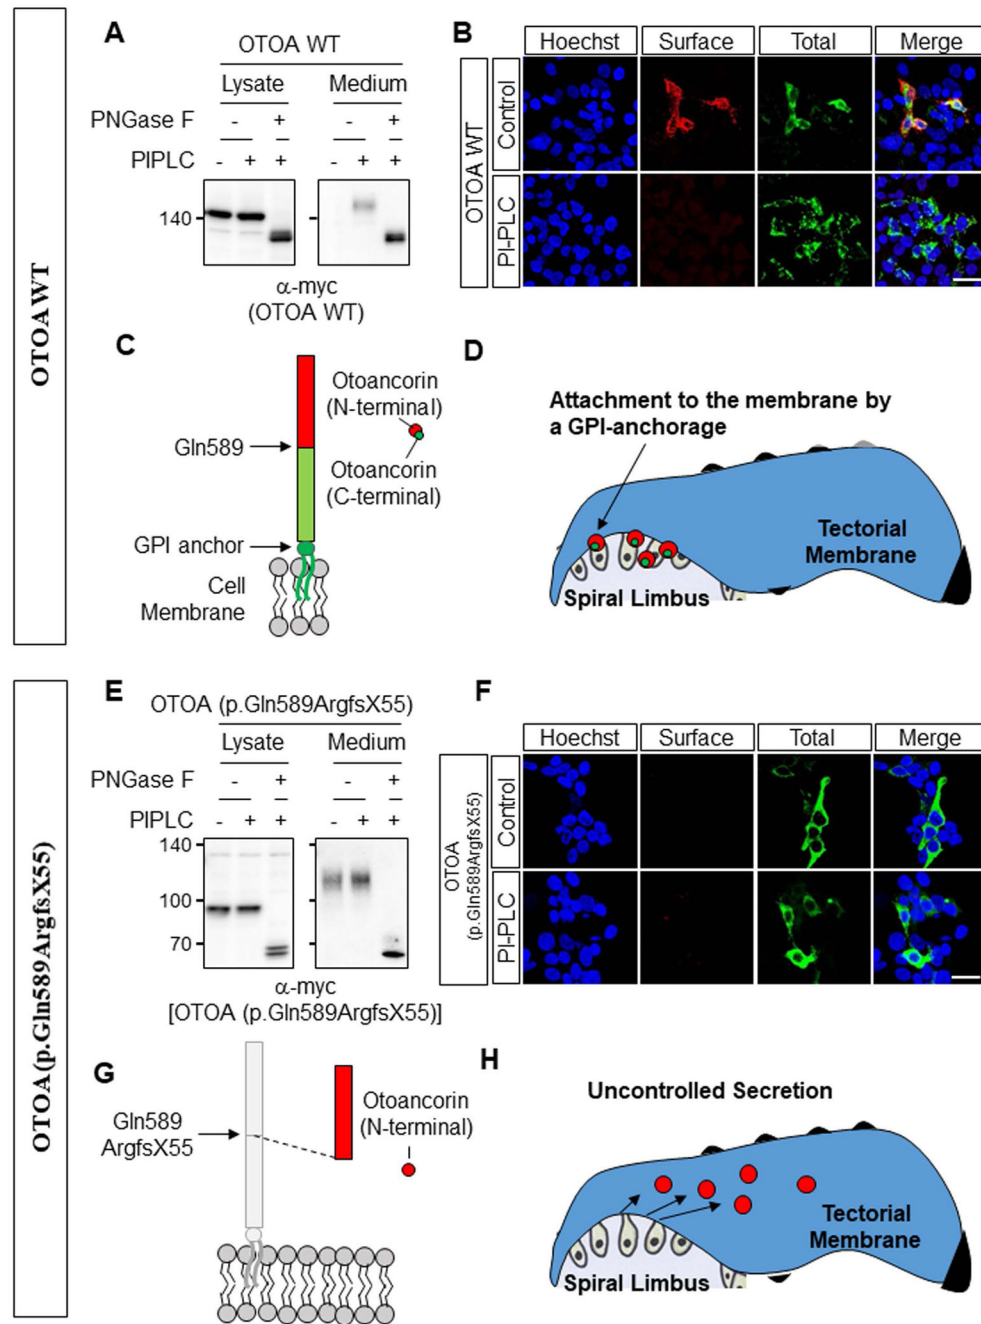 OTOA WT
A
OTOA WT
Lysate Medium
PNGase F - + - +
PIPLC - + + - + +
140
α-myc
(OTOA WT)
B
Hoechst Surface Total Merge
OTOA WT
Control
PI-PLC
C
Otoancorin
(N-terminal)
Gln589
Otoancorin
(C-terminal)
GPI anchor
Cell
Membrane
D
Attachment to the membrane by
a GPI-anchorage
Tectorial
Membrane
Spiral Limbus
OTOA(p.Gln589ArgfsX55)
E
OTOA (p.Gln589ArgfsX55)
Lysate Medium
PNGase F - + - +
PIPLC - + + - + +
140
100
70
α-myc
[OTOA (p.Gln589ArgfsX55)]
F
Hoechst Surface Total Merge
OTOA
(p.Gln589ArgfsX55)
Control
PI-PLC
G
Gln589
ArgfsX55
Otoancorin
(N-terminal)
H
Uncontrolled Secretion
Tectorial
Membrane
Spiral Limbus